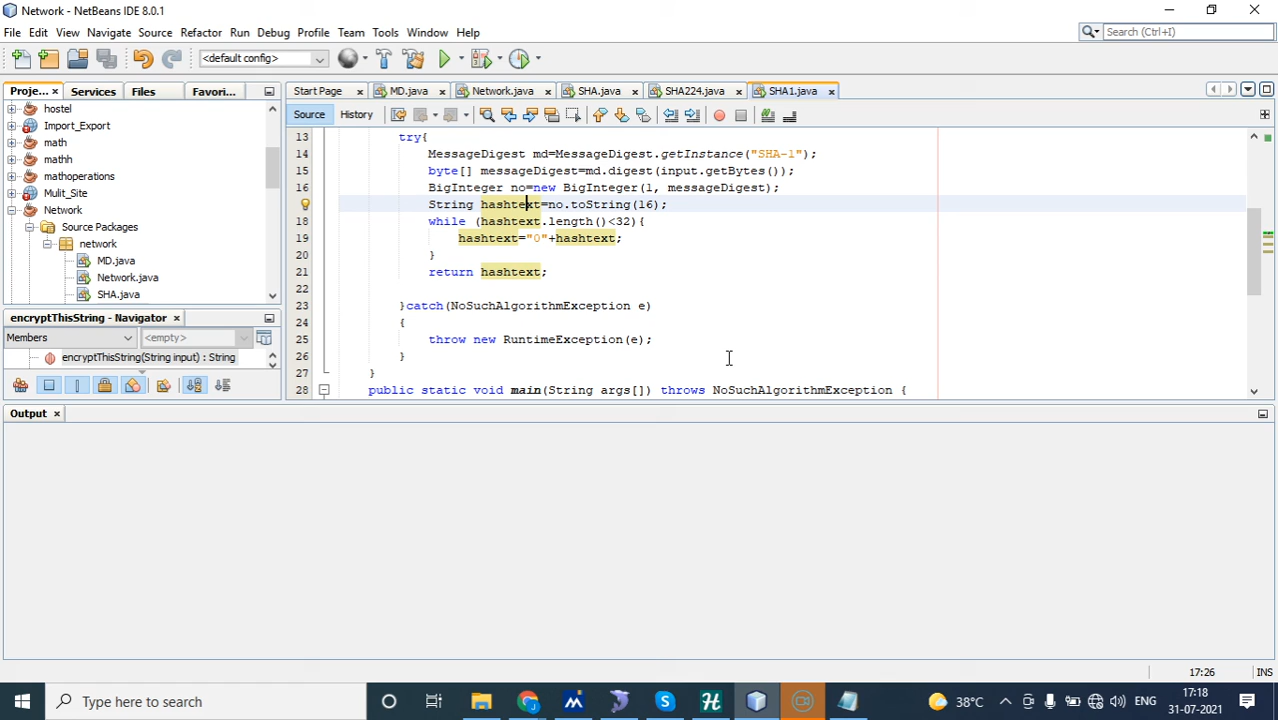 Network - NetBeans IDE 8.0.1
File Edit View Navigate Source Refactor Run Debug Profile Team Tools Window Help
Search (Ctrl+I)
<default config>
Proje... Services Files Favori...
Start Page MD.java Network.java SHA.java SHA224.java SHA1.java
Source History
hostel
Import_Export
math
mathh
mathoperations
Mulit_Site
Network
Source Packages
network
MD.java
Network.java
SHA.java
encryptThisString - Navigator
Members <empty>
encryptThisString(String input) : String
13 try{
14 MessageDigest md=MessageDigest.getInstance("SHA-1");
15 byte[] messageDigest=md.digest(input.getBytes());
16 BigInteger no=new BigInteger(1, messageDigest);
17 String hashtext=no.toString(16);
18 while (hashtext.length()<32){
19 hashtext="0"+hashtext;
20 }
21 return hashtext;
22
23 }catch(NoSuchAlgorithmException e)
24 {
25 throw new RuntimeException(e);
26 }
27 }
28 public static void main(String args[]) throws NoSuchAlgorithmException {
Output
17:26 INS
Type here to search
38°C ENG 17:18
31-07-2021